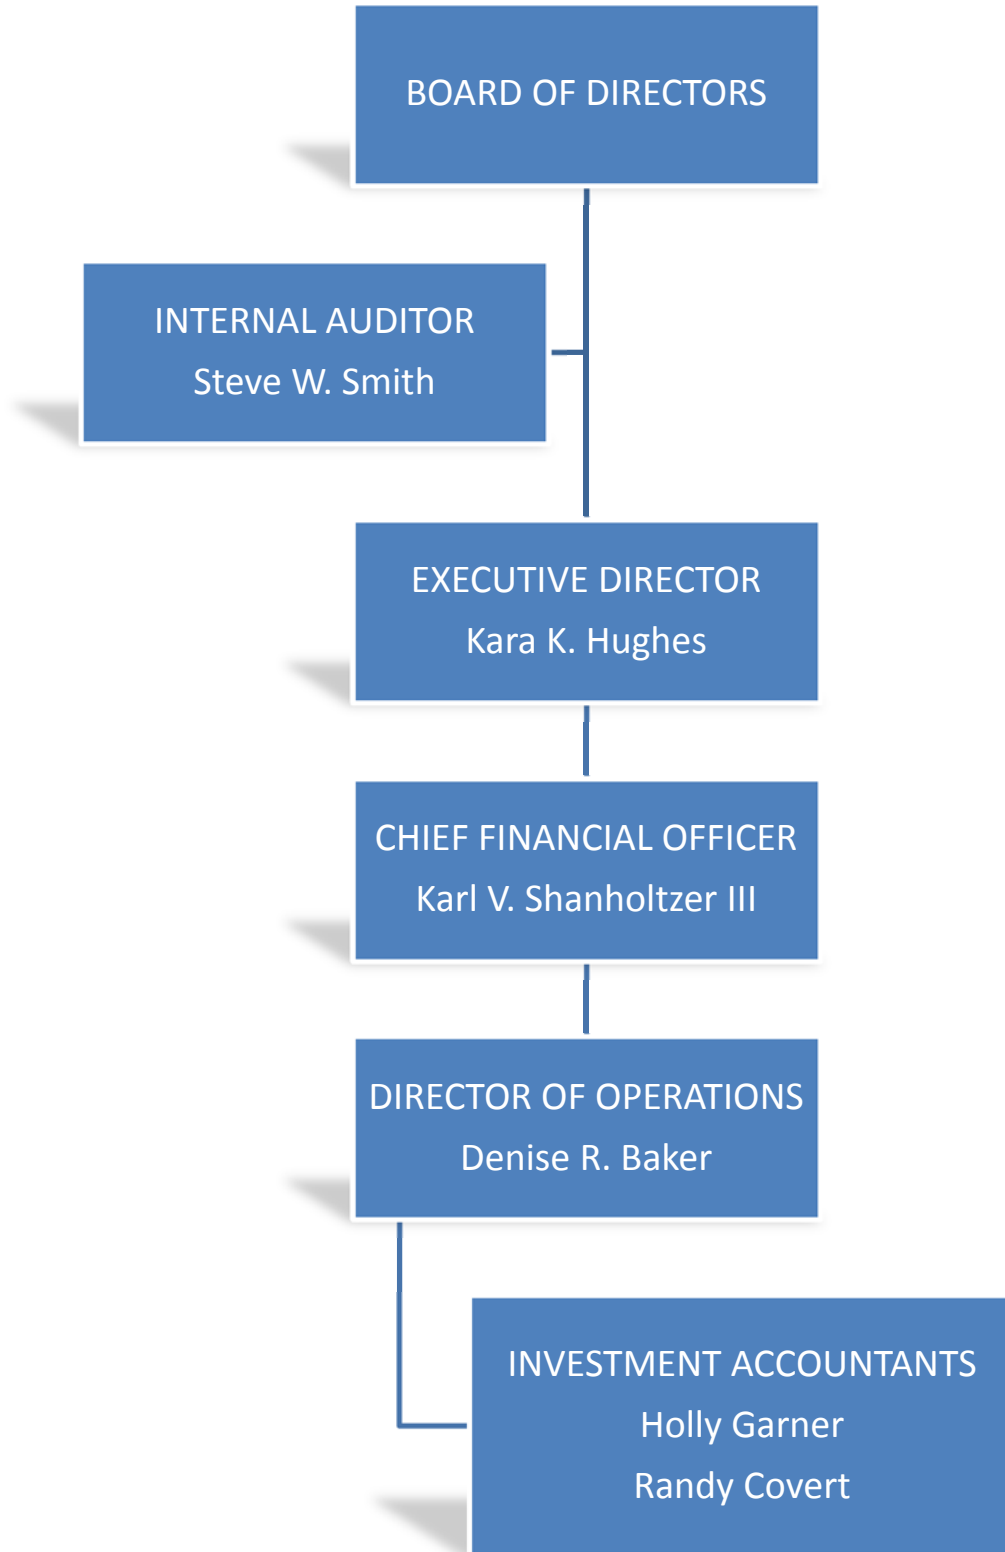 BOARD OF DIRECTORS
INTERNAL AUDITOR
Steve W. Smith
EXECUTIVE DIRECTOR
Kara K. Hughes
CHIEF FINANCIAL OFFICER
Karl V. Shanholtzer III
DIRECTOR OF OPERATIONS
Denise R. Baker
INVESTMENT ACCOUNTANTS
Holly Garner
Randy Covert